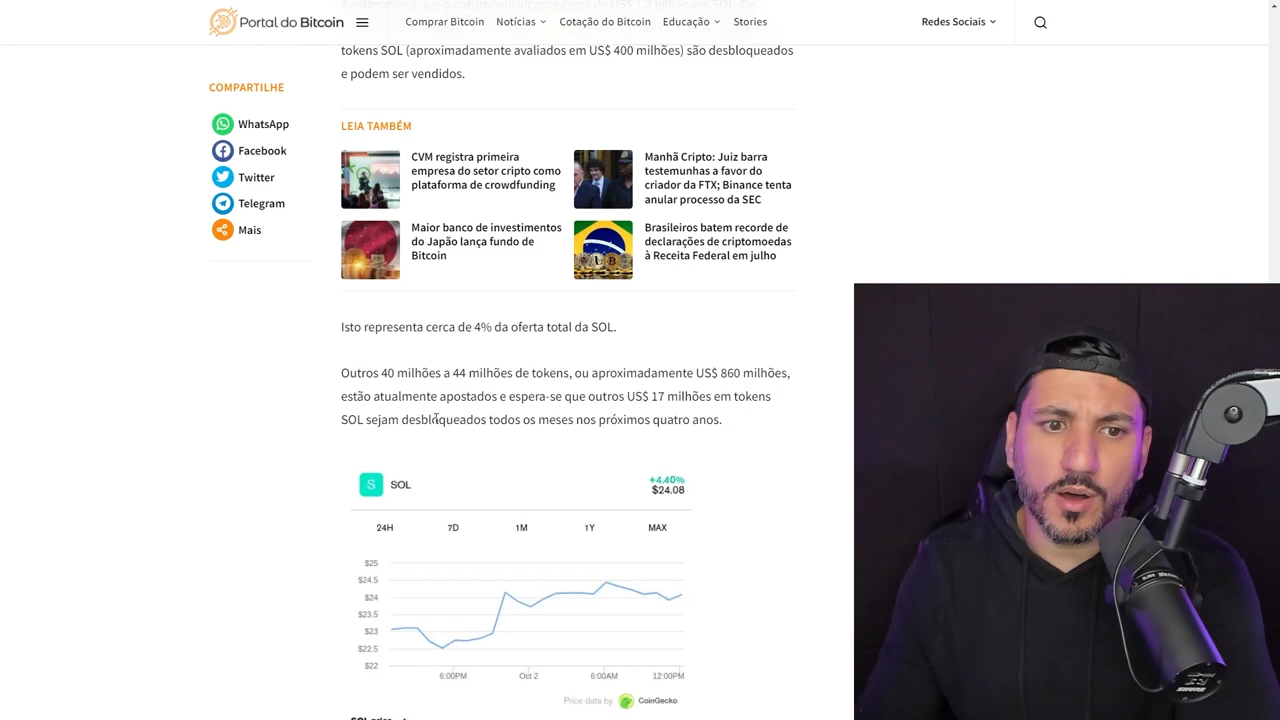 Portal do Bitcoin
Comprar Bitcoin
Notícias
Cotação do Bitcoin
Educação
Stories
Redes Sociais
tokens SOL (aproximadamente avaliados em US$ 400 milhões) são desbloqueados
e podem ser vendidos.
COMPARTILHE
WhatsApp
Facebook
Twitter
Telegram
Mais
LEIA TAMBÉM
CVM registra primeira
empresa do setor cripto como
plataforma de crowdfunding
Manhã Cripto: Juiz barra
testemunhas a favor do
criador da FTX; Binance tenta
anular processo da SEC
Maior banco de investimentos
do Japão lança fundo de
Bitcoin
Brasileiros batem recorde de
declarações de criptomoedas
à Receita Federal em julho
Isto representa cerca de 4% da oferta total da SOL.
Outros 40 milhões a 44 milhões de tokens, ou aproximadamente US$ 860 milhões,
estão atualmente apostados e espera-se que outros US$ 17 milhões em tokens
SOL sejam desbloqueados todos os meses nos próximos quatro anos.
S
SOL
+4.40%
$24.08
24H
7D
1M
1Y
MAX
$25
$24.5
$24
$23.5
$23
$22.5
$22
6:00PM
Oct 2
6:00AM
12:00PM
Price data by
CoinGecko
SHURE